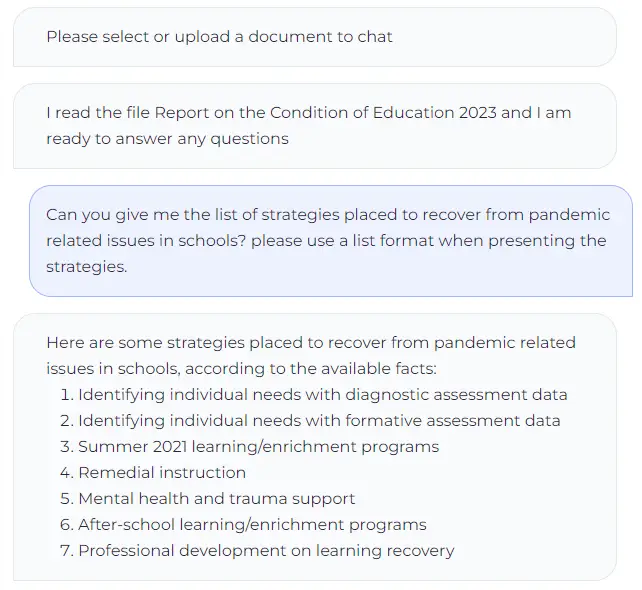 Please select or upload a document to chat
I read the file Report on the Condition of Education 2023 and I am
ready to answer any questions
Can you give me the list of strategies placed to recover from pandemic
related issues in schools? please use a list format when presenting the
strategies.
Here are some strategies placed to recover from pandemic related
issues in schools, according to the available facts:
1. Identifying individual needs with diagnostic assessment data
2. Identifying individual needs with formative assessment data
3. Summer 2021 learning/enrichment programs
4. Remedial instruction
5. Mental health and trauma support
6. After-school learning/enrichment programs
7. Professional development on learning recovery